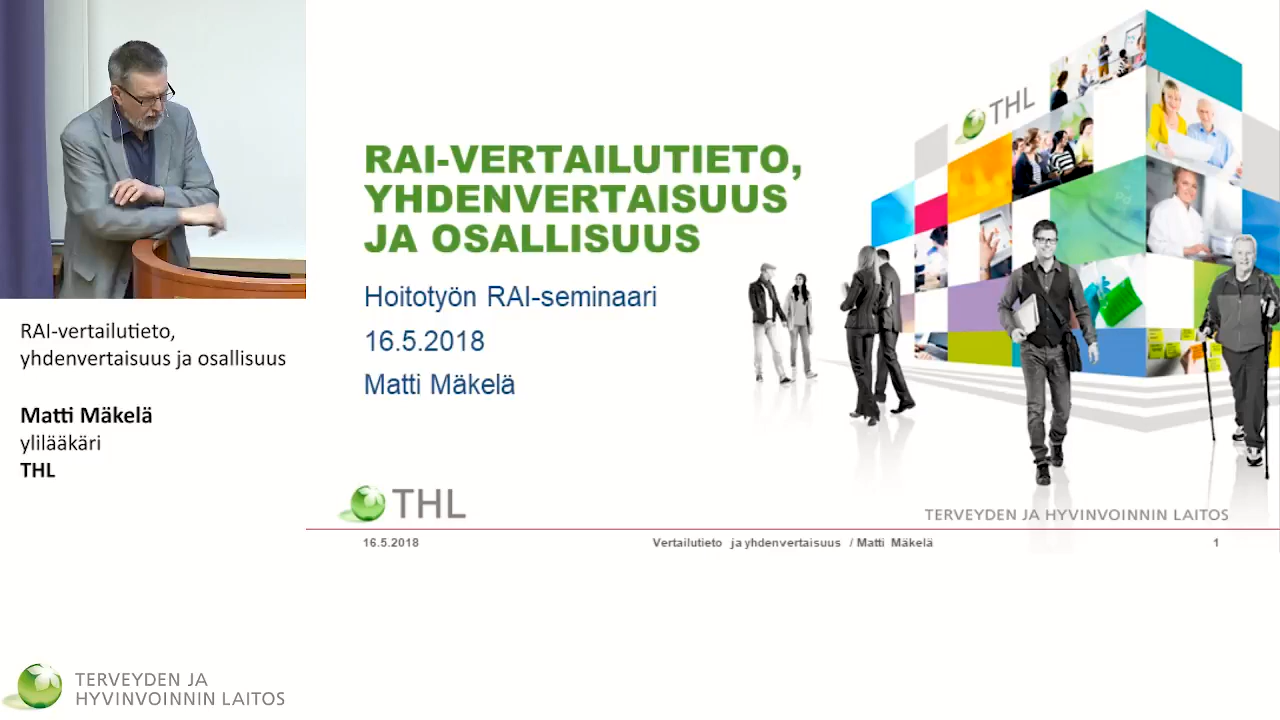 RAI-vertailutieto,
yhdenvertaisuus ja osallisuus
Matti Mäkelä
ylilääkäri
THL
TERVEYDEN JA
HYVINVOINNIN LAITOS
THL
RAI-VERTAILUTIETO,
YHDENVERTAISUUS
JA OSALLISUUS
Hoitotyön RAI-seminaari
16.5.2018
Matti Mäkelä
THL
TERVEYDEN JA HYVINVOINNIN LAITOS
16.5.2018 Vertailutieto ja yhdenvertaisuus / Matti Mäkelä 1